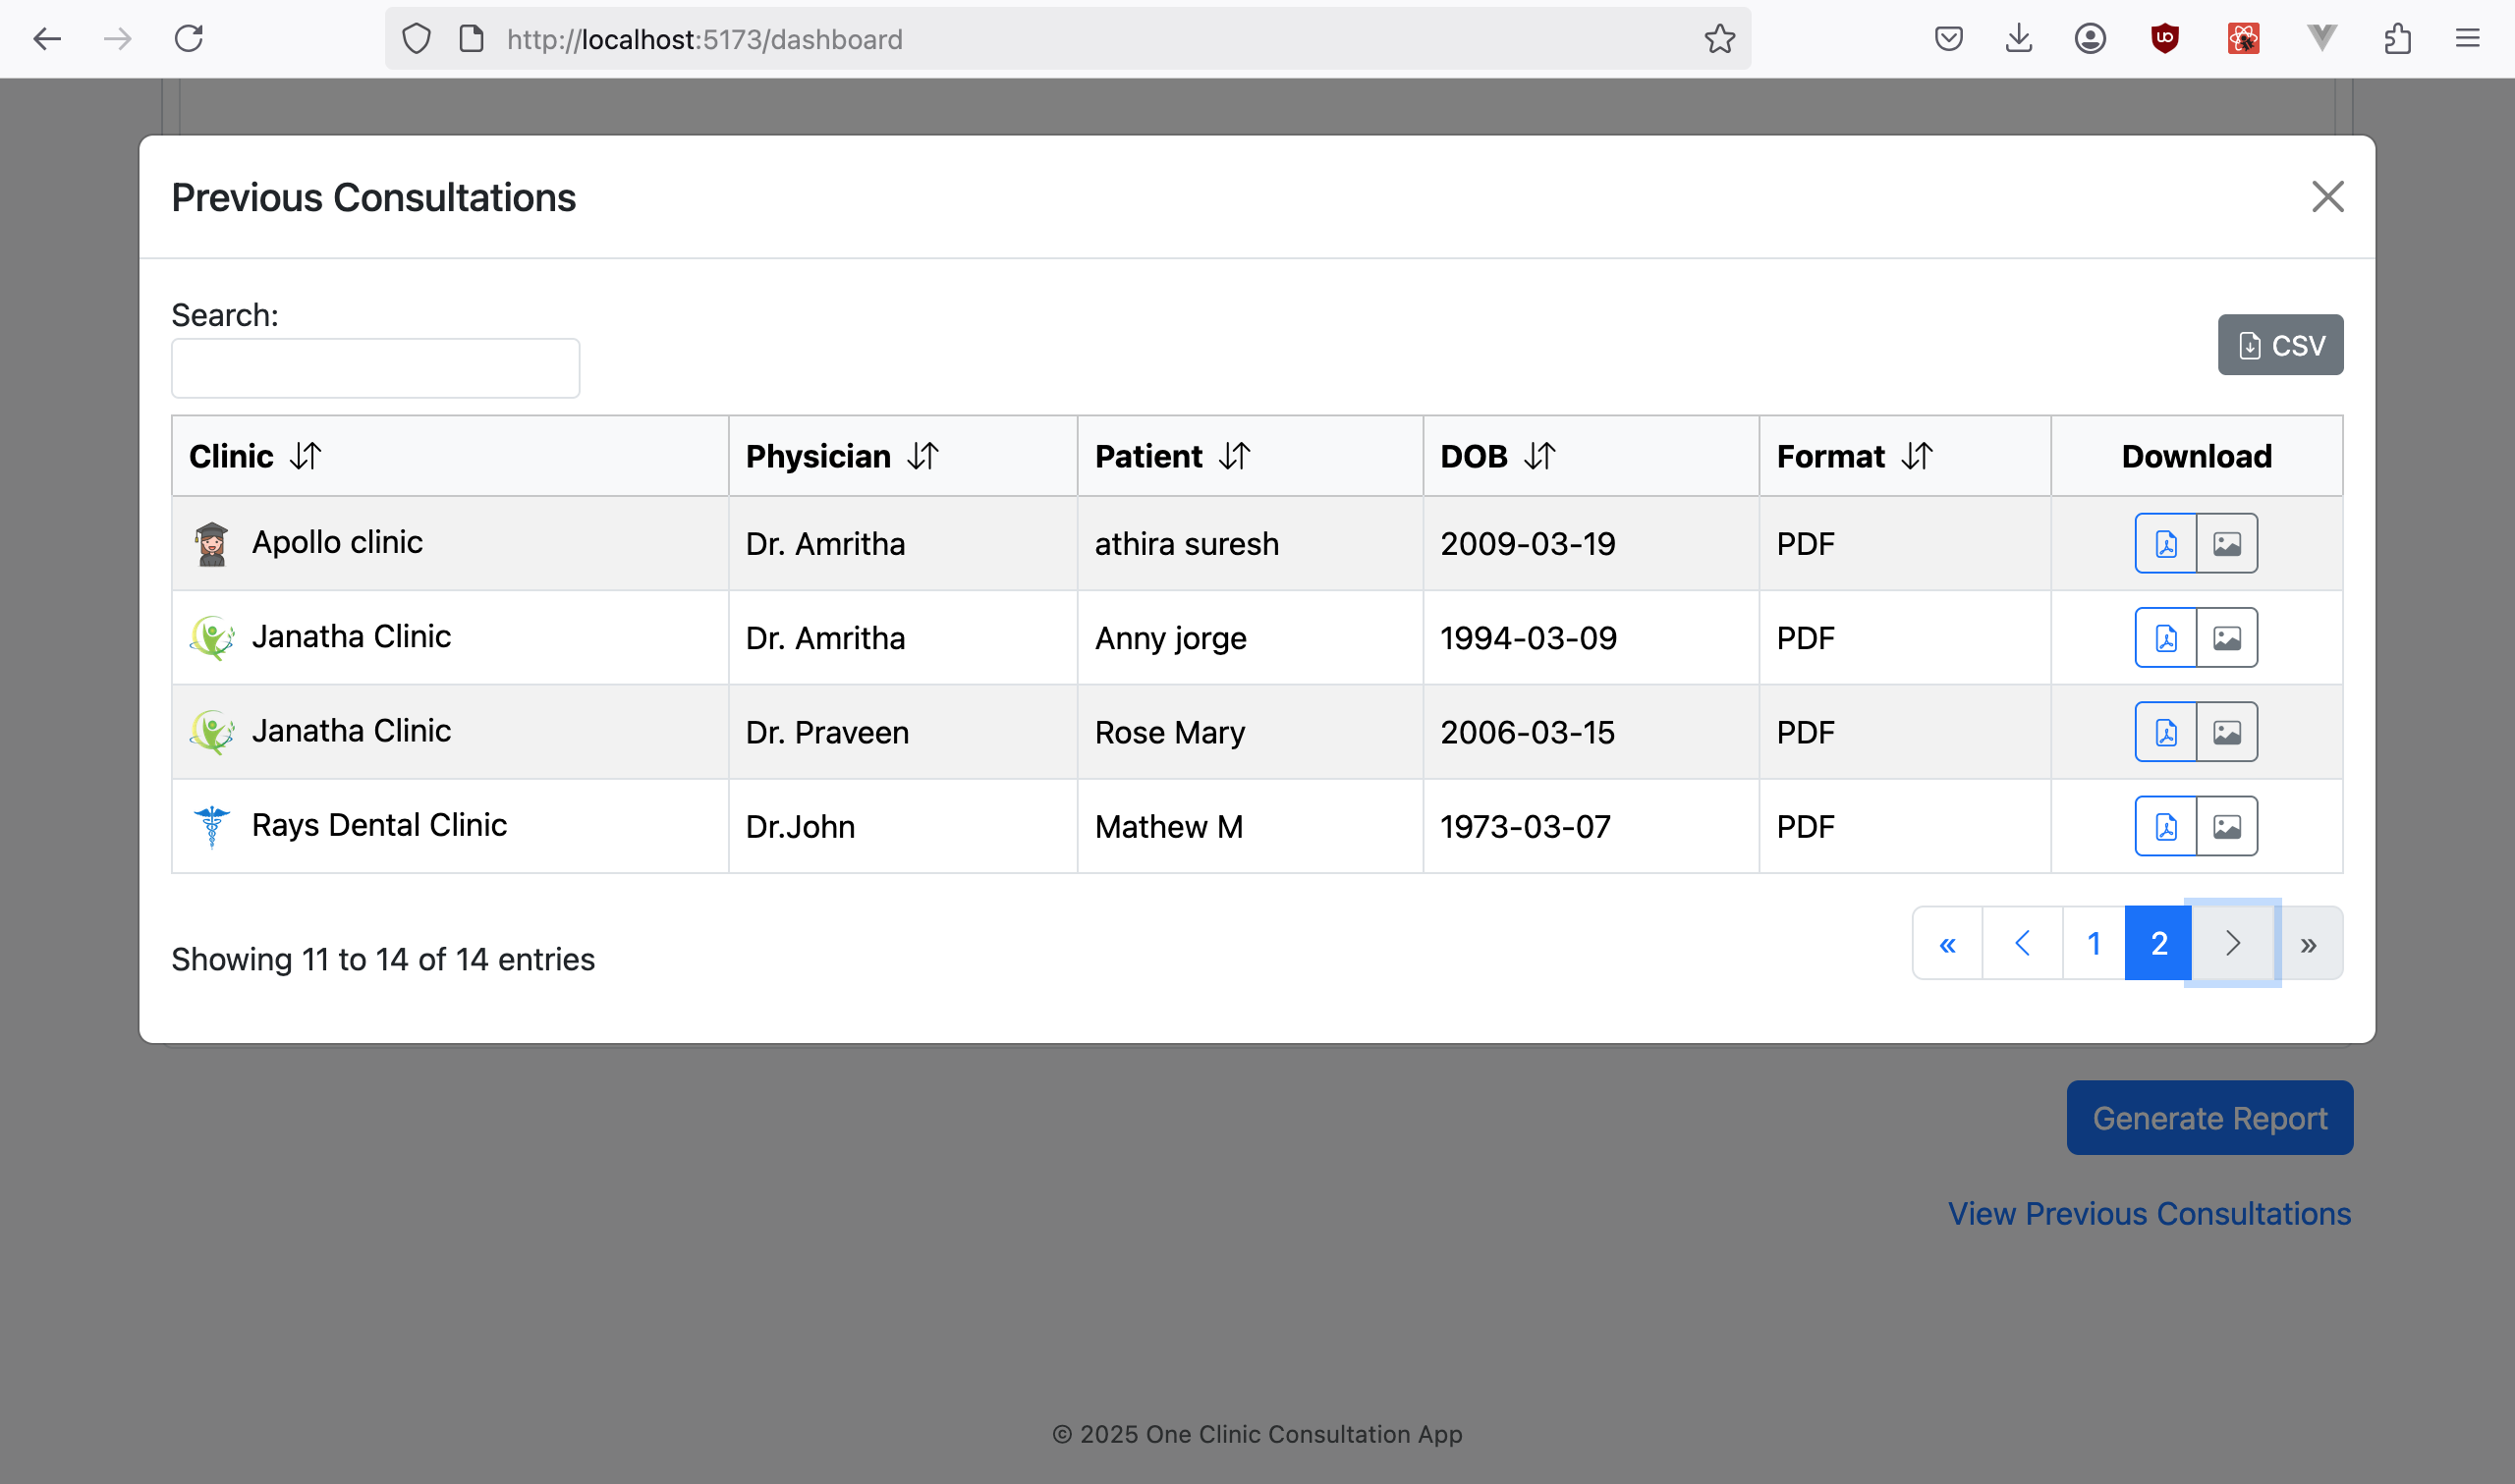 http://localhost:5173/dashboard
Previous Consultations
Search:
CSV
Clinic Physician Patient DOB Format Download
Apollo clinic Dr. Amritha athira suresh 2009-03-19 PDF
Janatha Clinic Dr. Amritha Anny jorge 1994-03-09 PDF
Janatha Clinic Dr. Praveen Rose Mary 2006-03-15 PDF
Rays Dental Clinic Dr.John Mathew M 1973-03-07 PDF
« 1 2 »
Showing 11 to 14 of 14 entries
Generate Report
View Previous Consultations
© 2025 One Clinic Consultation App